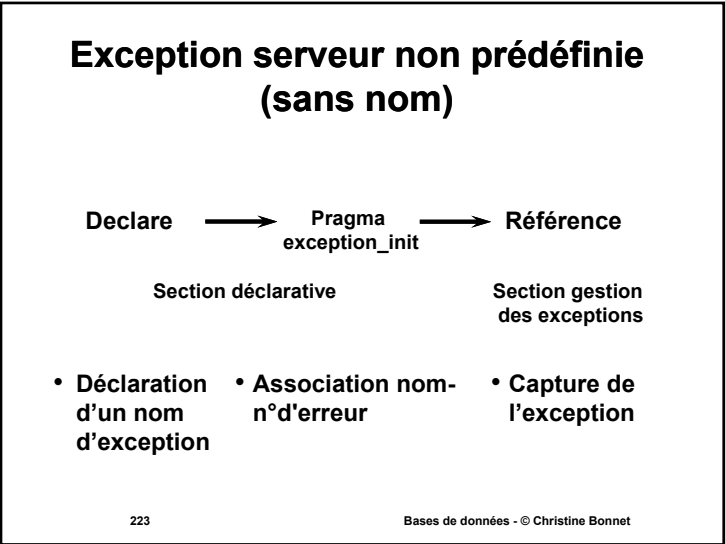 Exception serveur non prédéfinie
(sans nom)
Declare
Pragma
exception_init
Référence
Section déclarative
Section gestion
des exceptions
• Déclaration
d’un nom
d’exception
• Association nom-
n°d'erreur
• Capture de
l’exception
223
Bases de données - © Christine Bonnet